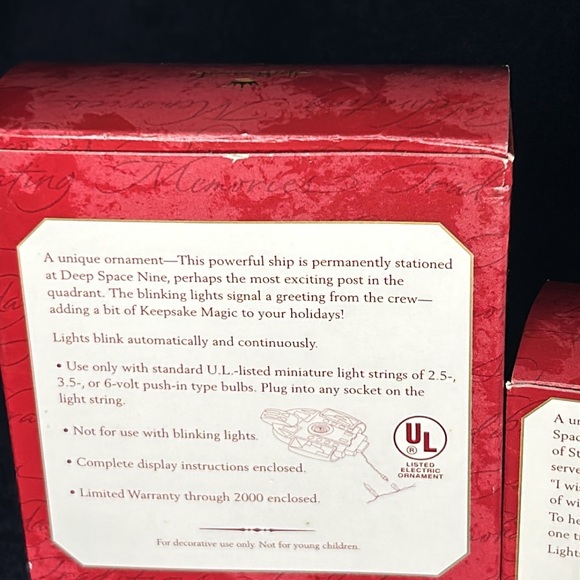 Memories
A unique ornament—This powerful ship is permanently stationed
at Deep Space Nine, perhaps the most exciting post in the
quadrant. The blinking lights signal a greeting from the crew—
adding a bit of Keepsake Magic to your holidays!
Lights blink automatically and continuously.
• Use only with standard U.L.-listed miniature light strings of 2.5-,
3.5-, or 6-volt push-in type bulbs. Plug into any socket on the
light string.
• Not for use with blinking lights.
UL
®
LISTED
ELECTRIC
ORNAMENT
• Complete display instructions enclosed.
• Limited Warranty through 2000 enclosed.
For decorative use only. Not for young children.
A
Spac
of St
serve
"I wi
of wi
To he
one ti
Light